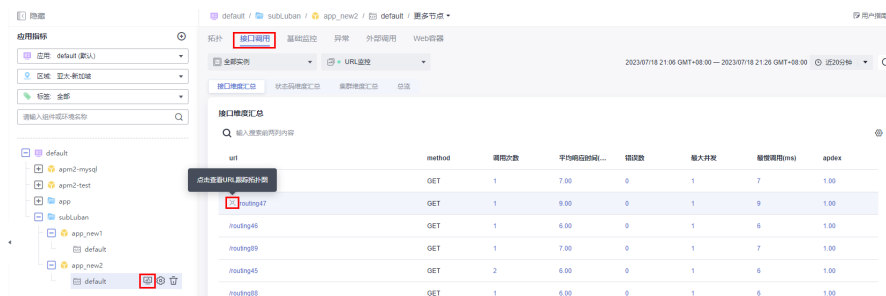 隐藏
default / subLuban / app_new2 / default / 更多节点
用户指南
应用指标
拓扑 接口调用 基础监控 异常 外部调用 Web容器
应用: default (默认)
全部实例 URL监控 2023/07/18 21:06 GMT+08:00 — 2023/07/18 21:26 GMT+08:00 近20分钟
区域: 亚太-新加坡
标签: 全部
接口维度汇总 状态码维度汇总 集群维度汇总 总览
请输入组件或环境名称
接口维度汇总
输入搜索前两列内容
default
url method 调用次数 平均响应时间(... 错误数 最大并发 最慢调用(ms) apdex
apm2-mysql
apm2-test
点击查看URL跟踪拓扑图
GET 1 7.00 0 1 7 1.00
app
/routing47 GET 1 9.00 0 1 9 1.00
subLuban
/routing46 GET 1 6.00 0 1 6 1.00
app_new1
default
/routing89 GET 1 7.00 0 1 7 1.00
app_new2
/routing45 GET 2 6.00 0 1 6 1.00
default
/routing88 GET 1 6.00 0 1 6 1.00